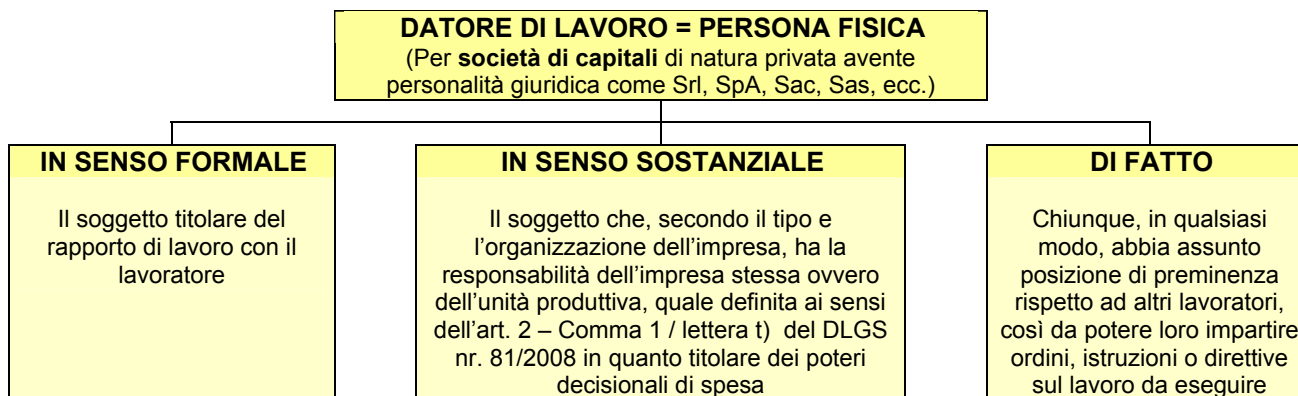 DATORE DI LAVORO = PERSONA FISICA
(Per società di capitali di natura privata avente
personalità giuridica come Srl, SpA, Sac, Sas, ecc.)
IN SENSO FORMALE
Il soggetto titolare del
rapporto di lavoro con il
lavoratore
IN SENSO SOSTANZIALE
Il soggetto che, secondo il tipo e
l’organizzazione dell’impresa, ha la
responsabilità dell’impresa stessa ovvero
dell’unità produttiva, quale definita ai sensi
dell’art. 2 – Comma 1 / lettera t) del DLGS
nr. 81/2008 in quanto titolare dei poteri
decisionali di spesa
DI FATTO
Chiunque, in qualsiasi
modo, abbia assunto
posizione di preminenza
rispetto ad altri lavoratori,
così da potere loro impartire
ordini, istruzioni o direttive
sul lavoro da eseguire